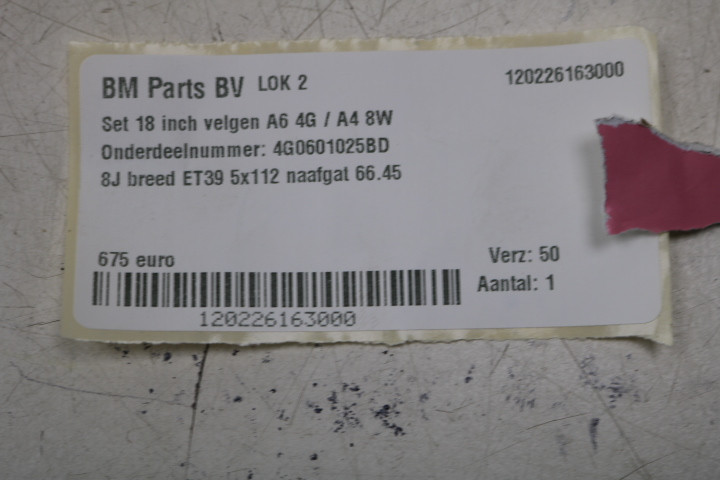 BM Parts BV LOK 2 120226163000
Set 18 inch velgen A6 4G / A4 8W
Onderdeelnummer: 4G0601025BD
8J breed ET39 5x112 naafgat 66.45
675 euro Verz: 50
Aantal: 1
120226163000